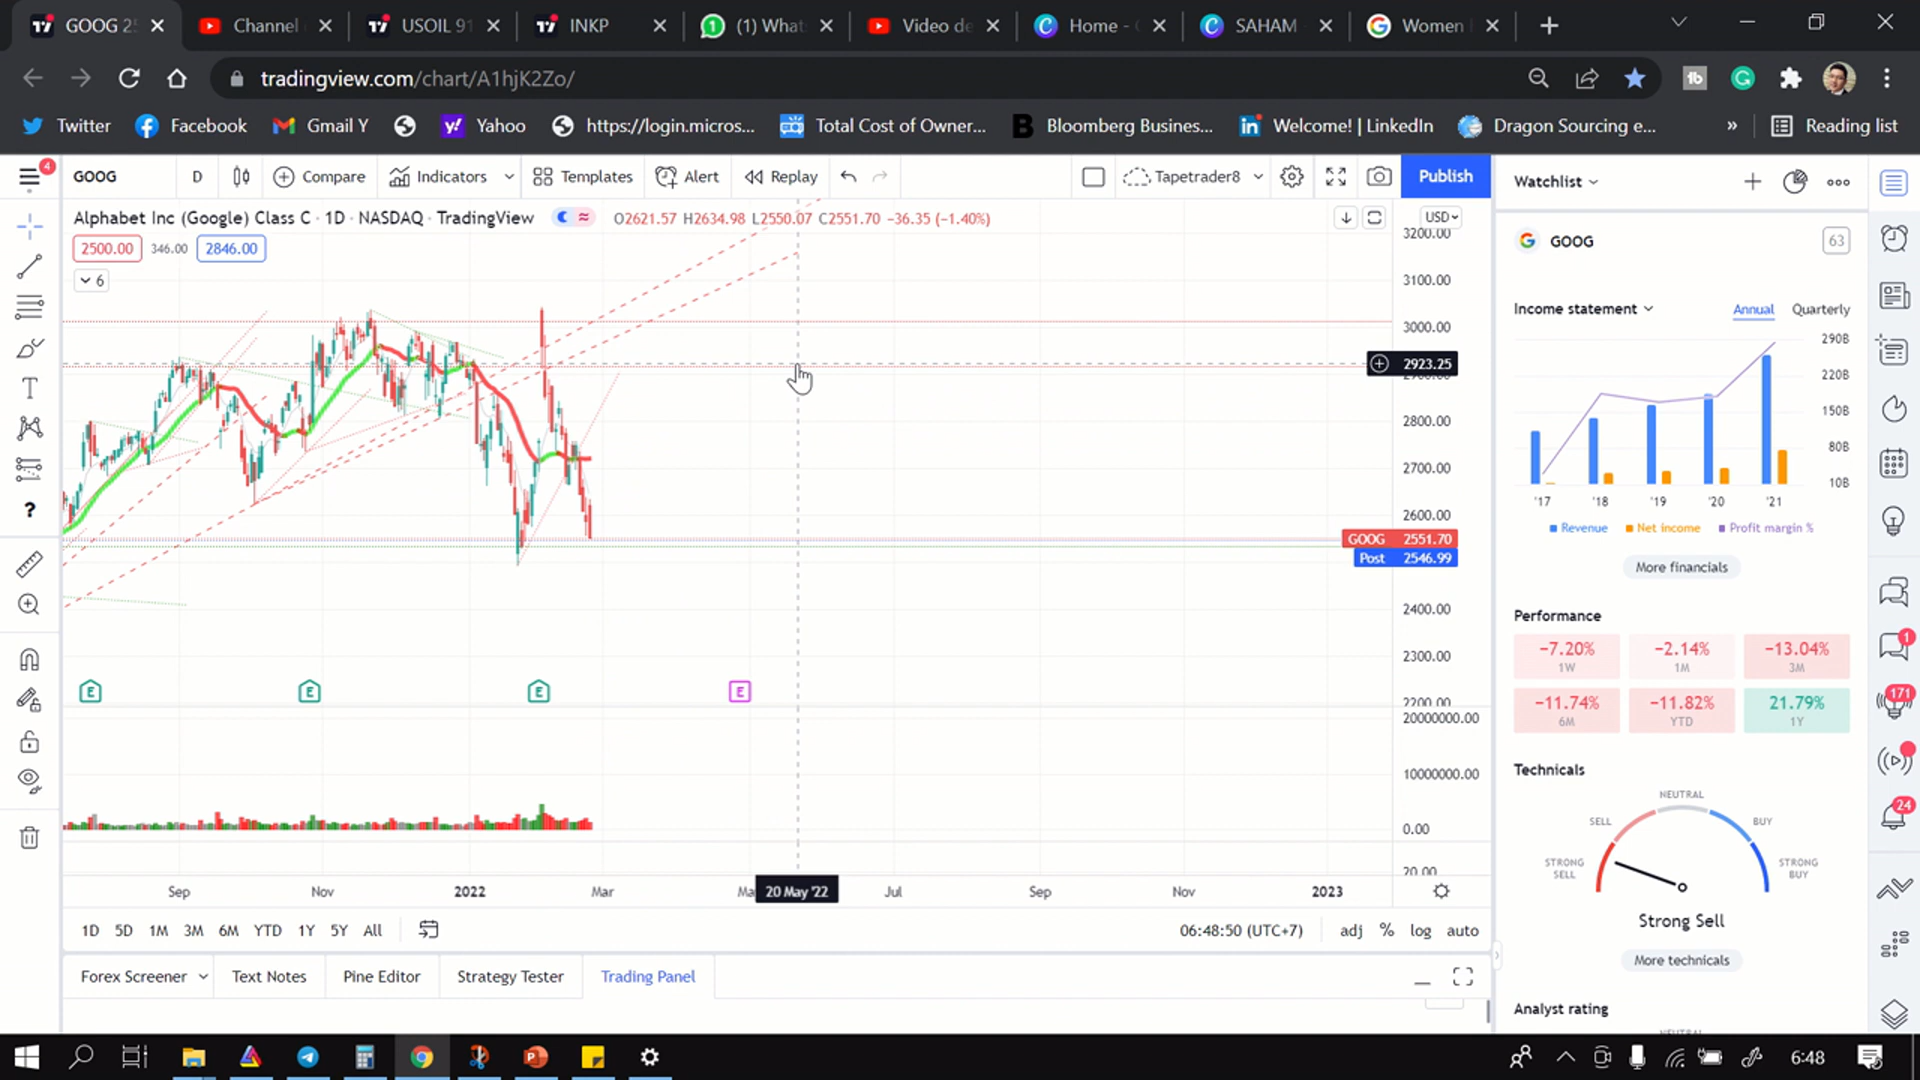 GOOG 2
Channel
USOIL 91
INKP
(1) What
Video de
Home -
SAHAM
Women
tradingview.com/chart/A1hjK2Zo/
Twitter
Facebook
Gmail Y
Yahoo
https://login.micros...
Total Cost of Owner...
Bloomberg Business...
Welcome! | LinkedIn
Dragon Sourcing e...
»
Reading list
4
GOOG
D
Compare
Indicators
Templates
Alert
Replay
Tapetrader8
Publish
Alphabet Inc (Google) Class C · 1D · NASDAQ · TradingView
O2621.57 H2634.98 L2550.07 C2551.70 −36.35 (−1.40%)
USD
2500.00
346.00
2846.00
6
3200.00
3100.00
3000.00
2923.25
2800.00
2700.00
2600.00
GOOG 2551.70
Post 2546.99
2400.00
2300.00
2200.00
20000000.00
10000000.00
0.00
20.00
E
E
E
E
Sep
Nov
2022
Mar
20 May '22
Jul
Sep
Nov
2023
1D
5D
1M
3M
6M
YTD
1Y
5Y
All
06:48:50 (UTC+7)
adj
%
log
auto
Forex Screener
Text Notes
Pine Editor
Strategy Tester
Trading Panel
Watchlist
GOOG
63
Income statement
Annual
Quarterly
290B
220B
150B
80B
10B
'17
'18
'19
'20
'21
Revenue
Net income
Profit margin %
More financials
Performance
−7.20%
1W
−2.14%
1M
−13.04%
3M
−11.74%
6M
−11.82%
YTD
21.79%
1Y
Technicals
NEUTRAL
SELL
BUY
STRONG
SELL
STRONG
BUY
Strong Sell
More technicals
Analyst rating
1
171
24
6:48